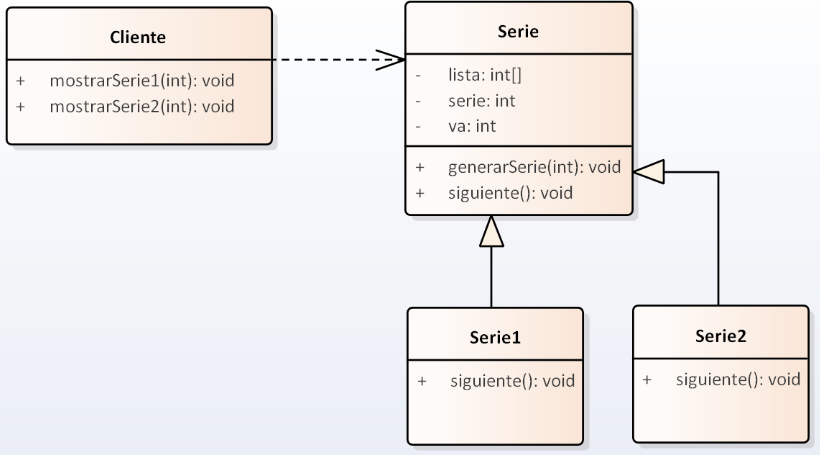 Cliente
+ mostrarSerie1(int): void
+ mostrarSerie2(int): void
Serie
- lista: int[]
- serie: int
- va: int
+ generarSerie(int): void
+ siguiente(): void
Serie1
+ siguiente(): void
Serie2
+ siguiente(): void